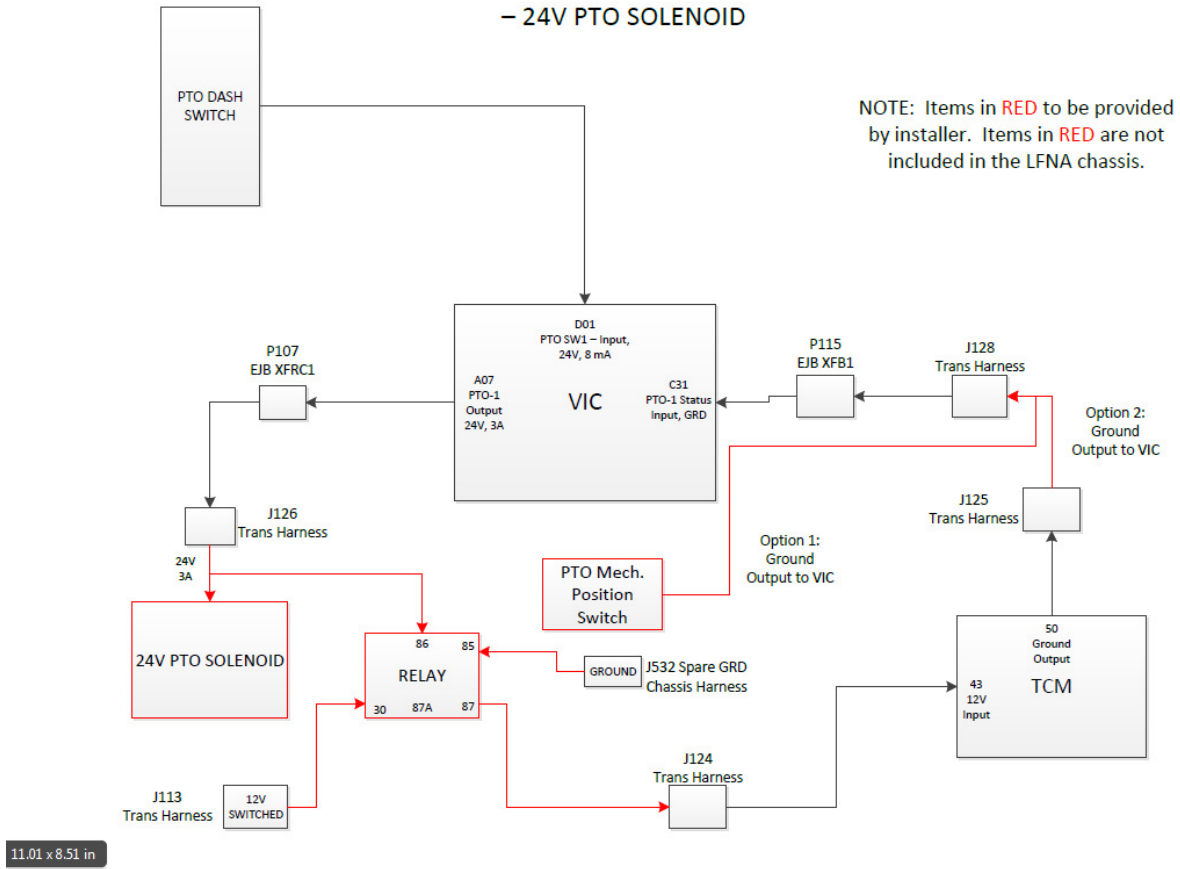 – 24V PTO SOLENOID
PTO DASH
SWITCH
NOTE: Items in RED to be provided
by installer. Items in RED are not
included in the LFNA chassis.
D01
PTO SW1 – Input,
24V, 8 mA
P107
EJB XFRC1
A07
PTO-1
Output
24V, 3A
VIC
C31
PTO-1 Status
Input, GRD
P115
EJB XFB1
J128
Trans Harness
Option 2:
Ground
Output to VIC
J126
Trans Harness
J125
Trans Harness
Option 1:
Ground
Output to VIC
24V
3A
PTO Mech.
Position
Switch
24V PTO SOLENOID
86
85
RELAY
30
87A
87
GROUND
J532 Spare GRD
Chassis Harness
50
Ground
Output
43
12V
Input
TCM
J124
Trans Harness
J113
Trans Harness
12V
SWITCHED
11.01 x 8.51 in